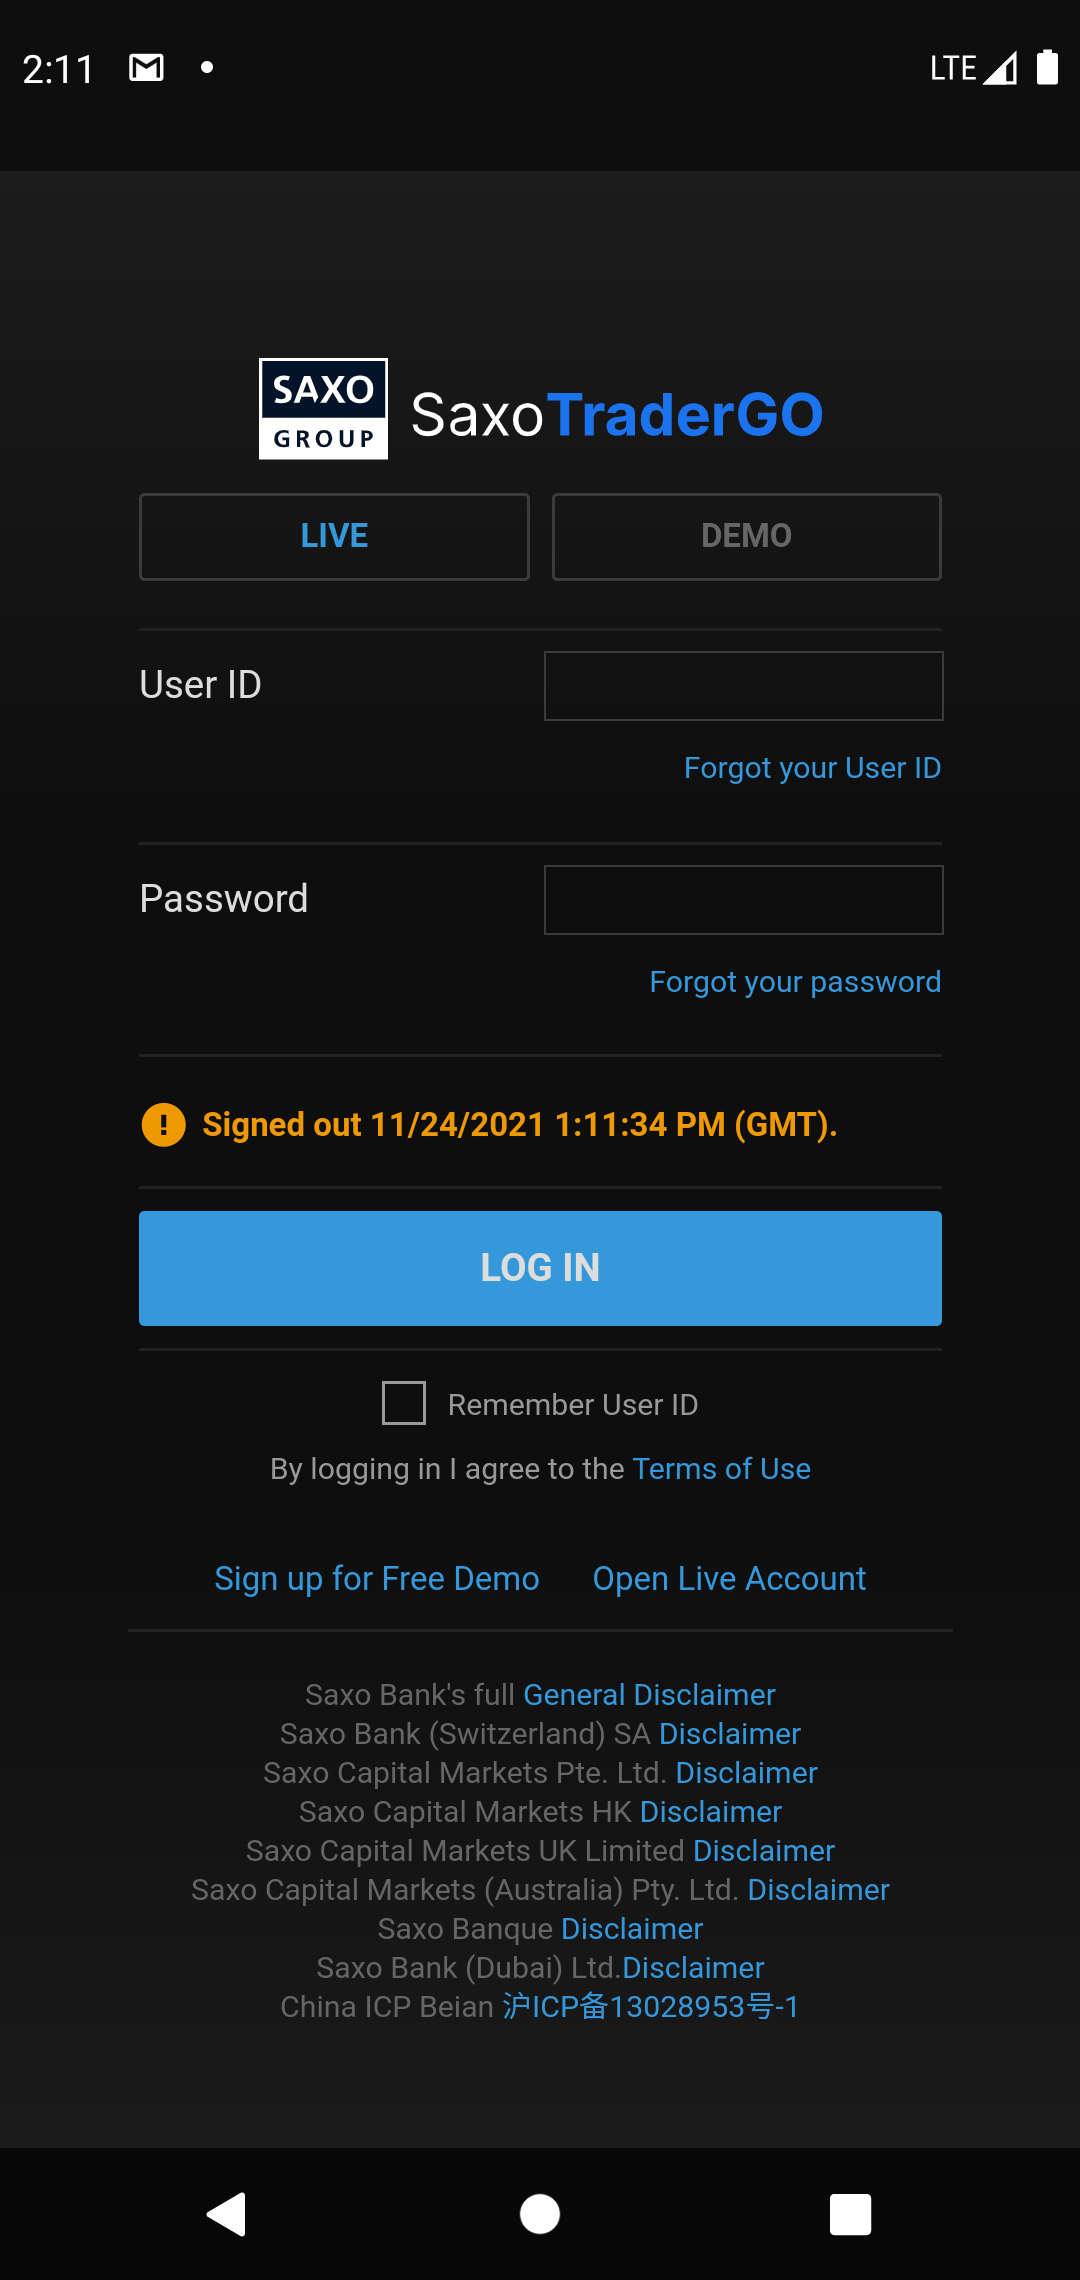 2:11 LTE
SAXO
GROUP
SaxoTraderGO
LIVE DEMO
User ID
Forgot your User ID
Password
Forgot your password
! Signed out 11/24/2021 1:11:34 PM (GMT).
LOG IN
Remember User ID
By logging in I agree to the Terms of Use
Sign up for Free Demo Open Live Account
Saxo Bank's full General Disclaimer
Saxo Bank (Switzerland) SA Disclaimer
Saxo Capital Markets Pte. Ltd. Disclaimer
Saxo Capital Markets HK Disclaimer
Saxo Capital Markets UK Limited Disclaimer
Saxo Capital Markets (Australia) Pty. Ltd. Disclaimer
Saxo Banque Disclaimer
Saxo Bank (Dubai) Ltd.Disclaimer
China ICP Beian 沪ICP备13028953号-1